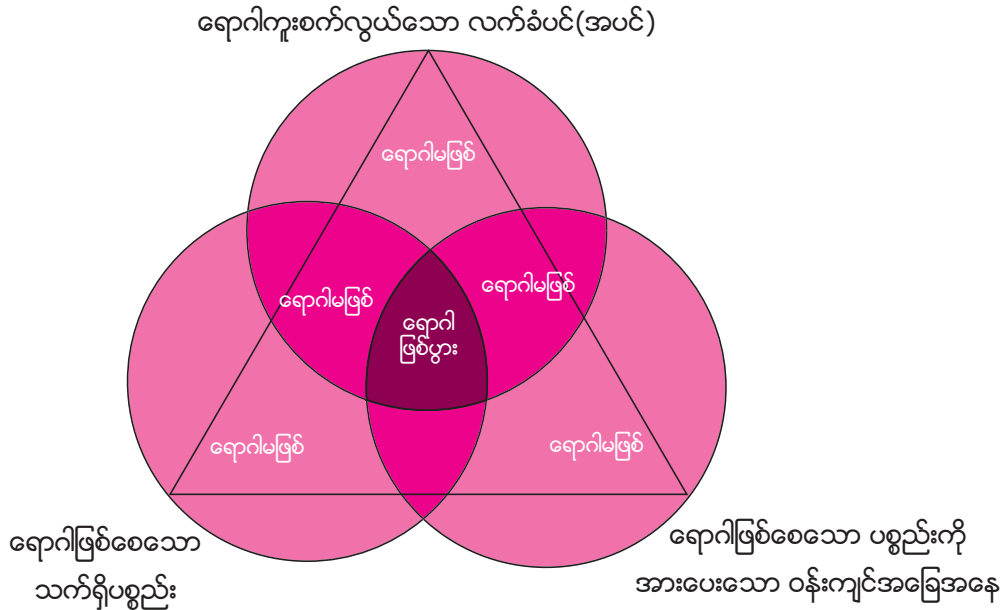 ရောဂါကူးစက်လွယ်သော လက်ခံပင်(အပင်)
ရောဂါမဖြစ်
ရောဂါမဖြစ်
ရောဂါမဖြစ်
ရောဂါ
ဖြစ်ပွား
ရောဂါမဖြစ်
ရောဂါမဖြစ်
ရောဂါဖြစ်စေသော
သက်ရှိပစ္စည်း
ရောဂါဖြစ်စေသော ပစ္စည်းကို
အားပေးသော ဝန်းကျင်အခြေအနေ